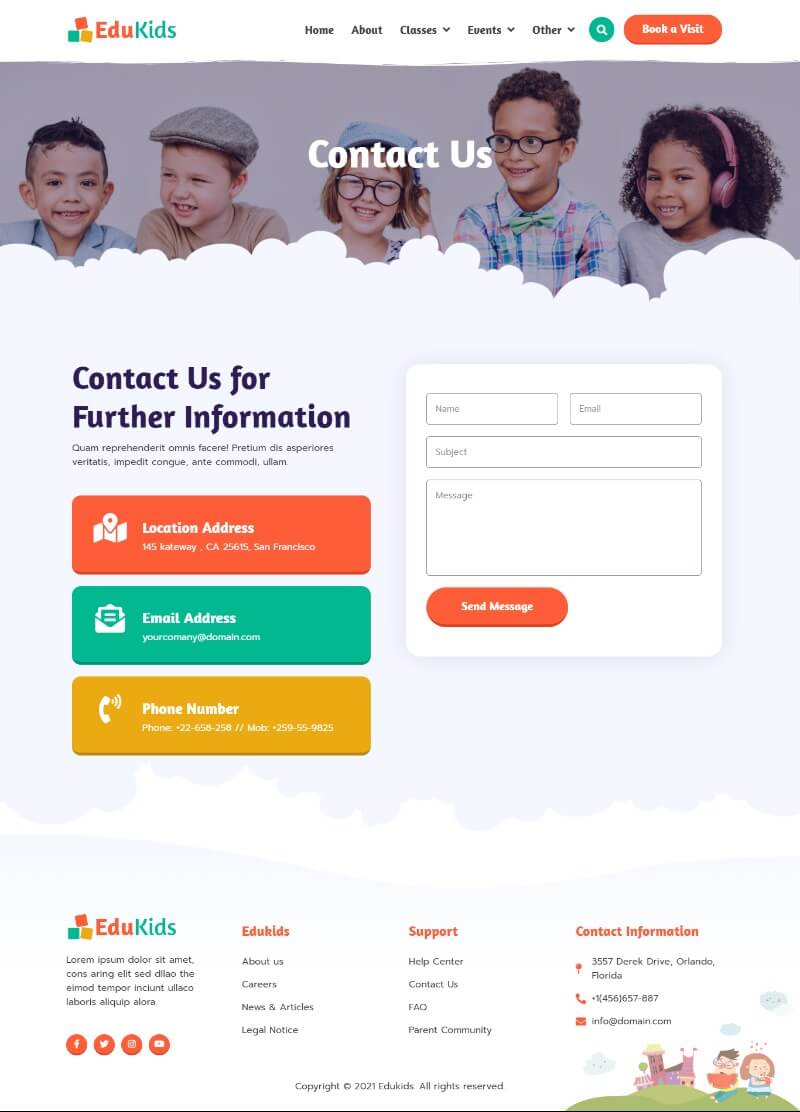 EduKids
Home About Classes Events Other Book a Visit
Contact Us
Contact Us for
Further Information
Quam reprehenderit omnis facere! Pretium dis asperiores
veritatis, impedit congue, ante commodi, ullam.
Location Address
145 kateway , CA 25615, San Francisco
Email Address
yourcomany@domain.com
Phone Number
Phone: +22-658-258 // Mob: +259-55-9825
Name Email
Subject
Message
Send Message
EduKids
Lorem ipsum dolor sit amet,
cons aring elit sed dllao the
eimod tempor inciunt ullaco
laboris aliquip alora.
Edukids
About us
Careers
News & Articles
Legal Notice
Support
Help Center
Contact Us
FAQ
Parent Community
Contact Information
3557 Derek Drive, Orlando,
Florida
+1(456)657-887
info@domain.com
Copyright © 2021 Edukids. All rights reserved.